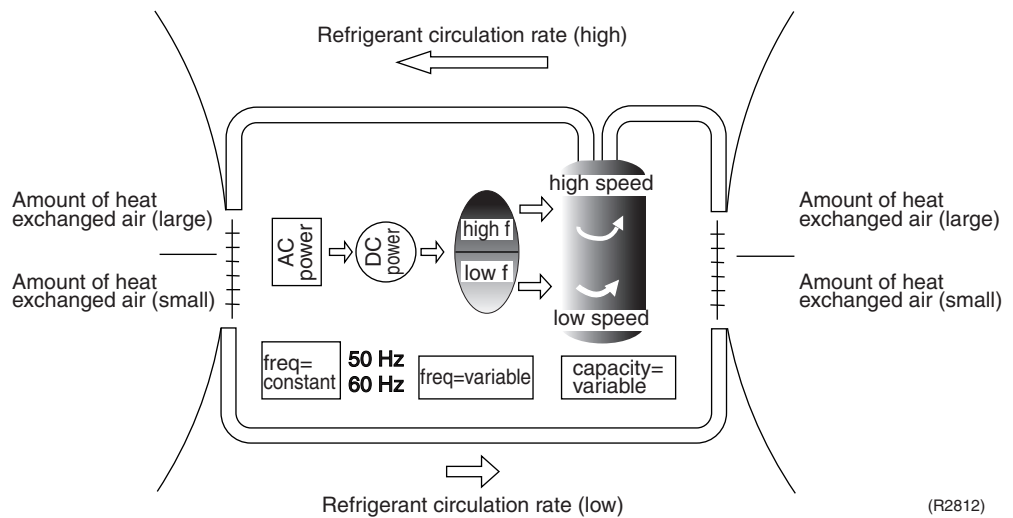 Refrigerant circulation rate (high)
high speed
Amount of heat
exchanged air (large)
Amount of heat
exchanged air (large)
AC
power
DC
power
high f
low f
Amount of heat
exchanged air (small)
Amount of heat
exchanged air (small)
low speed
freq=
constant
50 Hz
60 Hz
freq=variable
capacity=
variable
Refrigerant circulation rate (low)
(R2812)